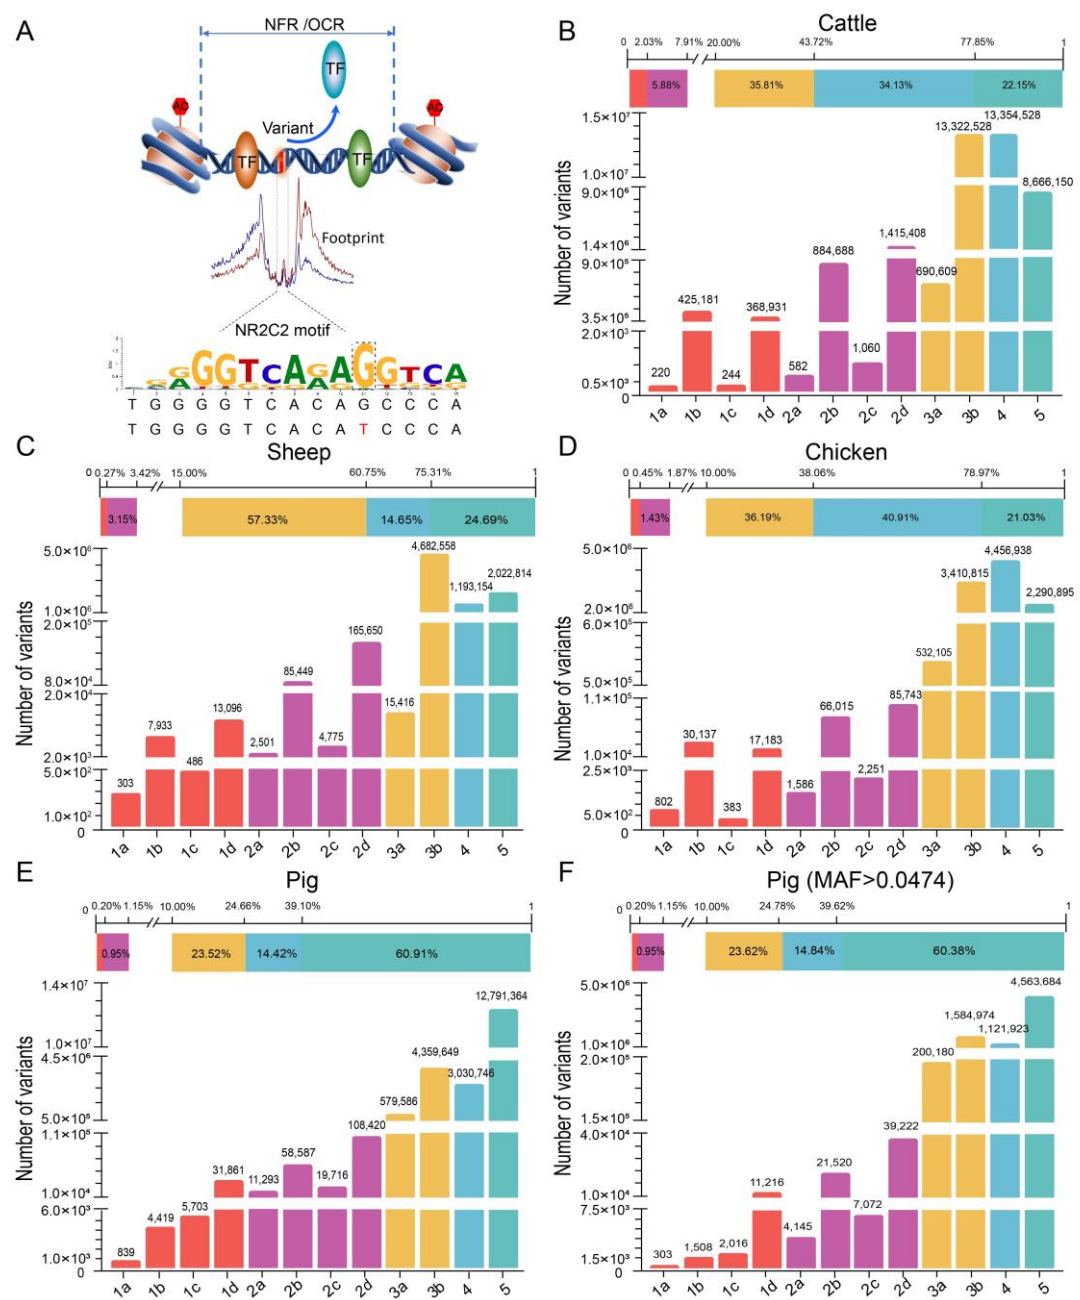 A
NFR /OCR
TF
AC
AC
Variant
TF
TF
Footprint
NR2C2 motif
GGTCAGAGGTCA
T G G G G T C A C A G C C C A
T G G G G T C A C A T C C C A
B
Cattle
0 2.03% 7.91% 20.00% 43.72% 77.85% 1
5.88% 35.81% 34.13% 22.15%
Number of variants
1.5×10⁷
1.0×10⁷
9.0×10⁶
1.4×10⁶
9.0×10⁵
3.5×10⁵
2.0×10³
0.5×10³
0
220
425,181
244
368,931
582
884,688
1,060
1,415,408
690,609
13,322,528
13,354,528
8,666,150
1a 1b 1c 1d 2a 2b 2c 2d 3a 3b 4 5
C
Sheep
0 0.27% 3.42% 15.00% 60.75% 75.31% 1
3.15% 57.33% 14.65% 24.69%
Number of variants
5.0×10⁶
1.0×10⁶
2.0×10⁵
8.0×10⁴
2.0×10⁴
2.0×10³
5.0×10²
1.0×10²
0
303
7,933
486
13,096
2,501
85,449
4,775
165,650
15,416
4,682,558
1,193,154
2,022,814
1a 1b 1c 1d 2a 2b 2c 2d 3a 3b 4 5
D
Chicken
0 0.45% 1.87% 10.00% 38.06% 78.97% 1
1.43% 36.19% 40.91% 21.03%
Number of variants
5.0×10⁶
2.0×10⁶
6.0×10⁵
5.0×10⁵
1.1×10⁵
1.0×10⁴
2.5×10³
5.0×10²
0
802
30,137
383
17,183
1,586
66,015
2,251
85,743
532,105
3,410,815
4,456,938
2,290,895
1a 1b 1c 1d 2a 2b 2c 2d 3a 3b 4 5
E
Pig
0 0.20% 1.15% 10.00% 24.66% 39.10% 1
0.95% 23.52% 14.42% 60.91%
Number of variants
1.4×10⁷
1.0×10⁷
4.5×10⁶
5.0×10⁵
1.1×10⁵
1.0×10⁴
6.0×10³
1.0×10³
0
839
4,419
5,703
31,861
11,293
58,587
19,716
108,420
579,586
4,359,649
3,030,746
12,791,364
1a 1b 1c 1d 2a 2b 2c 2d 3a 3b 4 5
F
Pig (MAF>0.0474)
0 0.20% 1.15% 10.00% 24.78% 39.62% 1
0.95% 23.62% 14.84% 60.38%
Number of variants
5.0×10⁶
1.0×10⁶
2.0×10⁵
1.5×10⁵
4.0×10⁴
1.0×10⁴
7.5×10³
1.5×10³
0
303
1,508
2,016
11,216
4,145
21,520
7,072
39,222
200,180
1,584,974
1,121,923
4,563,684
1a 1b 1c 1d 2a 2b 2c 2d 3a 3b 4 5